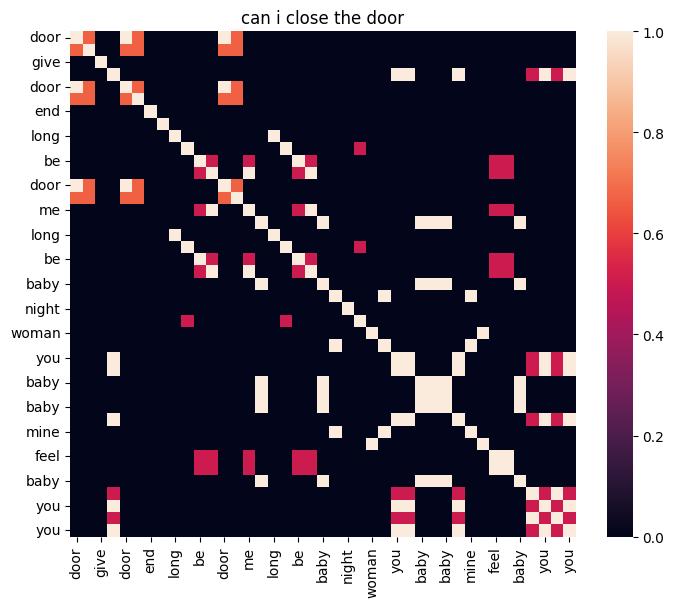 can i close the door
door
give
door
end
long
be
door
me
long
be
baby
night
woman
you
baby
baby
mine
feel
baby
you
you
door
give
door
end
long
be
door
me
long
be
baby
night
woman
you
baby
baby
mine
feel
baby
you
you
1.0
0.8
0.6
0.4
0.2
0.0